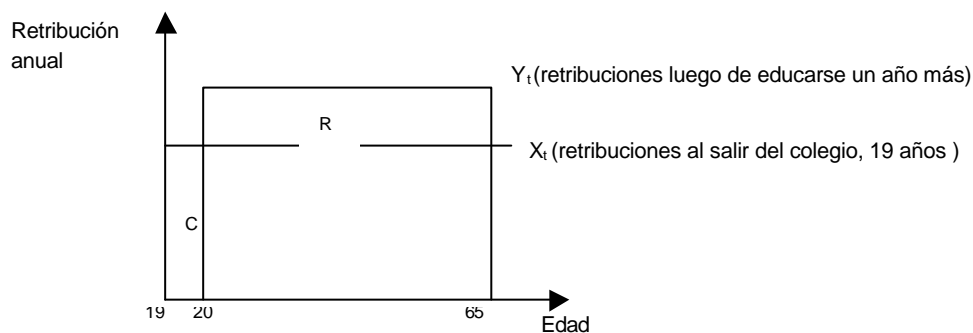 Retribución
anual
Yt (retribuciones luego de educarse un año más)
R
Xt (retribuciones al salir del colegio, 19 años )
C
19 20 65
Edad